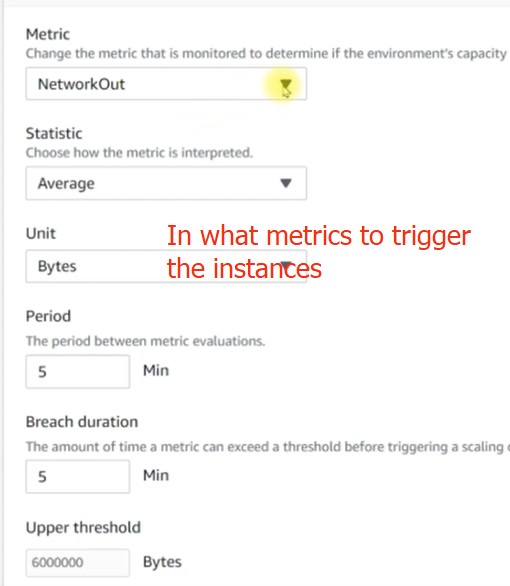 Metric
Change the metric that is monitored to determine if the environment's capacity
NetworkOut
Statistic
Choose how the metric is interpreted.
Average
Unit
In what metrics to trigger
the instances
Bytes
Period
The period between metric evaluations.
5 Min
Breach duration
The amount of time a metric can exceed a threshold before triggering a scaling
5 Min
Upper threshold
6000000 Bytes